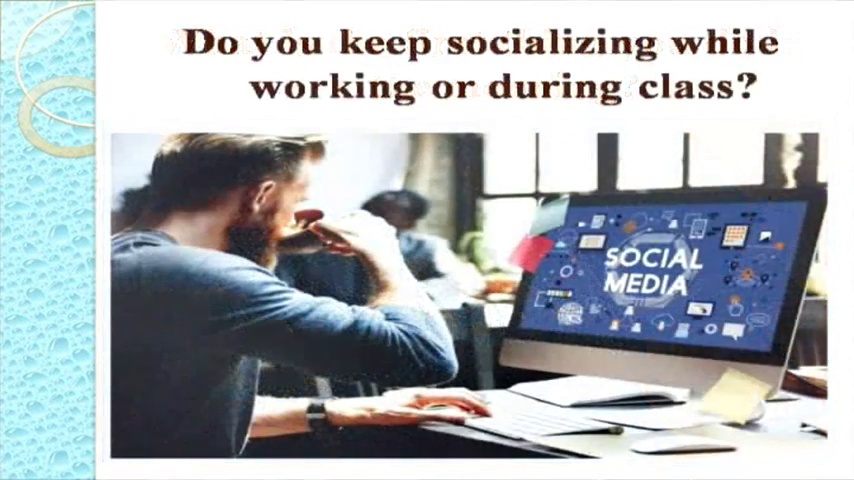 Do you keep socializing while
working or during class?
SOCIAL
MEDIA